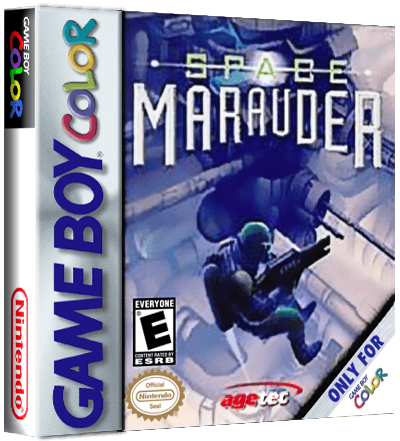 GAME BOY
COLOR
Nintendo
GAME BOY COLOR
SPACE
MARAUDER
EVERYONE
E
CONTENT RATED BY
ESRB
Official
Nintendo
Seal
agetec
ONLY FOR
GAME BOY
COLOR